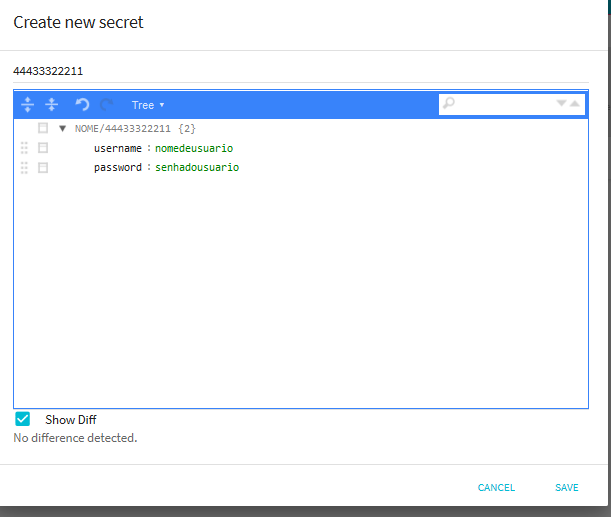 Create new secret
44433322211
Tree
NOME/44433322211 {2}
username : nomedeusuario
password : senhadousuario
Show Diff
No difference detected.
CANCEL SAVE